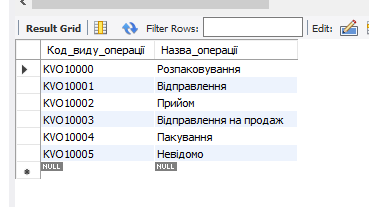 Result Grid Filter Rows: Edit:
Код_виду_операції Назва_операції
KVO10000 Розпаковування
KVO10001 Відправлення
KVO10002 Прийом
KVO10003 Відправлення на продаж
KVO10004 Пакування
KVO10005 Невідомо
NULL NULL